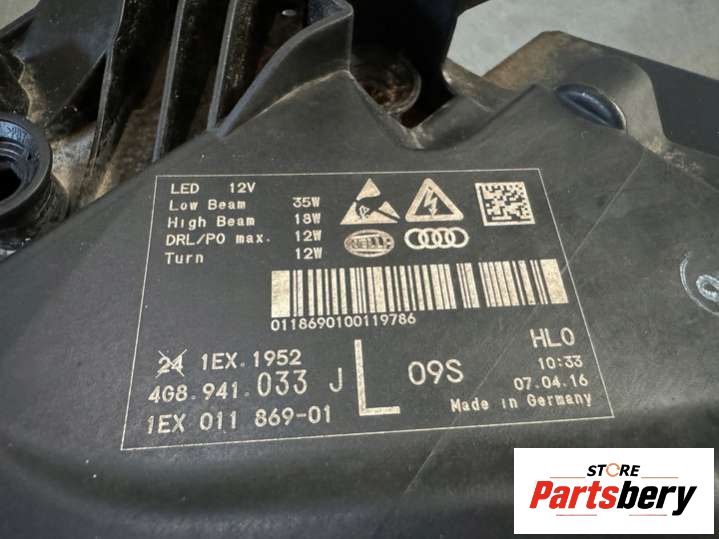 LED 12V
Low Beam 35W
High Beam 18W
DRL/PO max. 12W
Turn 12W
HELLA
0118690100119786
24 1EX.1952
4G8.941.033 J
1EX 011 869-01
L
09S
HLO
10:33
07.04.16
Made in Germany
STORE
Partsbery